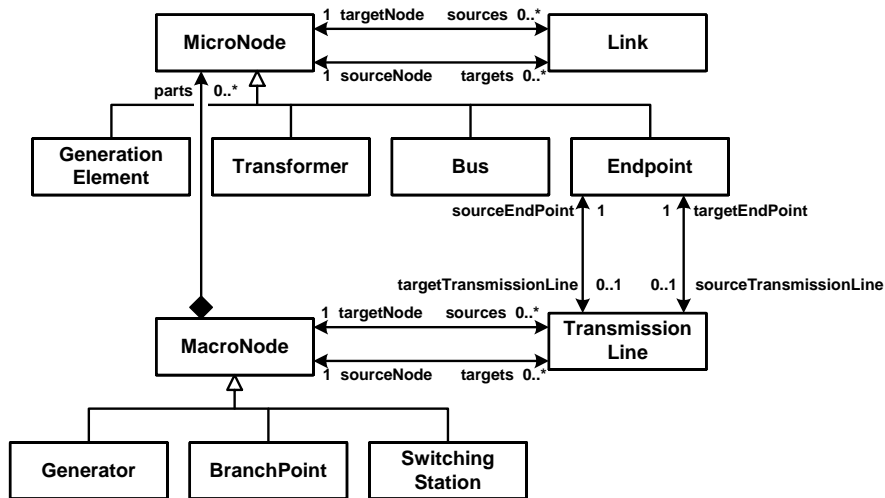 1 targetNode sources 0..*
MicroNode
Link
1 sourceNode targets 0..*
parts 0..*
Generation
Element
Transformer
Bus
Endpoint
sourceEndPoint 1
1 targetEndPoint
targetTransmissionLine 0..1
0..1 sourceTransmissionLine
1 targetNode sources 0..*
MacroNode
Transmission
Line
1 sourceNode targets 0..*
Generator
BranchPoint
Switching
Station